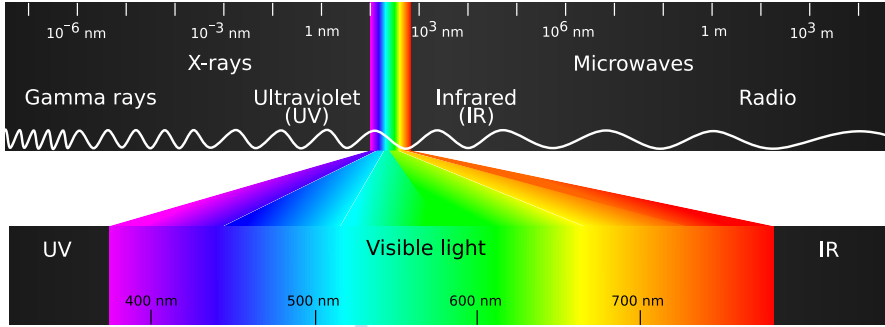 10⁻⁶ nm 10⁻³ nm 1 nm 10³ nm 10⁶ nm 1 m 10³ m
X-rays Microwaves
Gamma rays Ultraviolet Infrared Radio
(UV) (IR)
UV Visible light IR
400 nm 500 nm 600 nm 700 nm